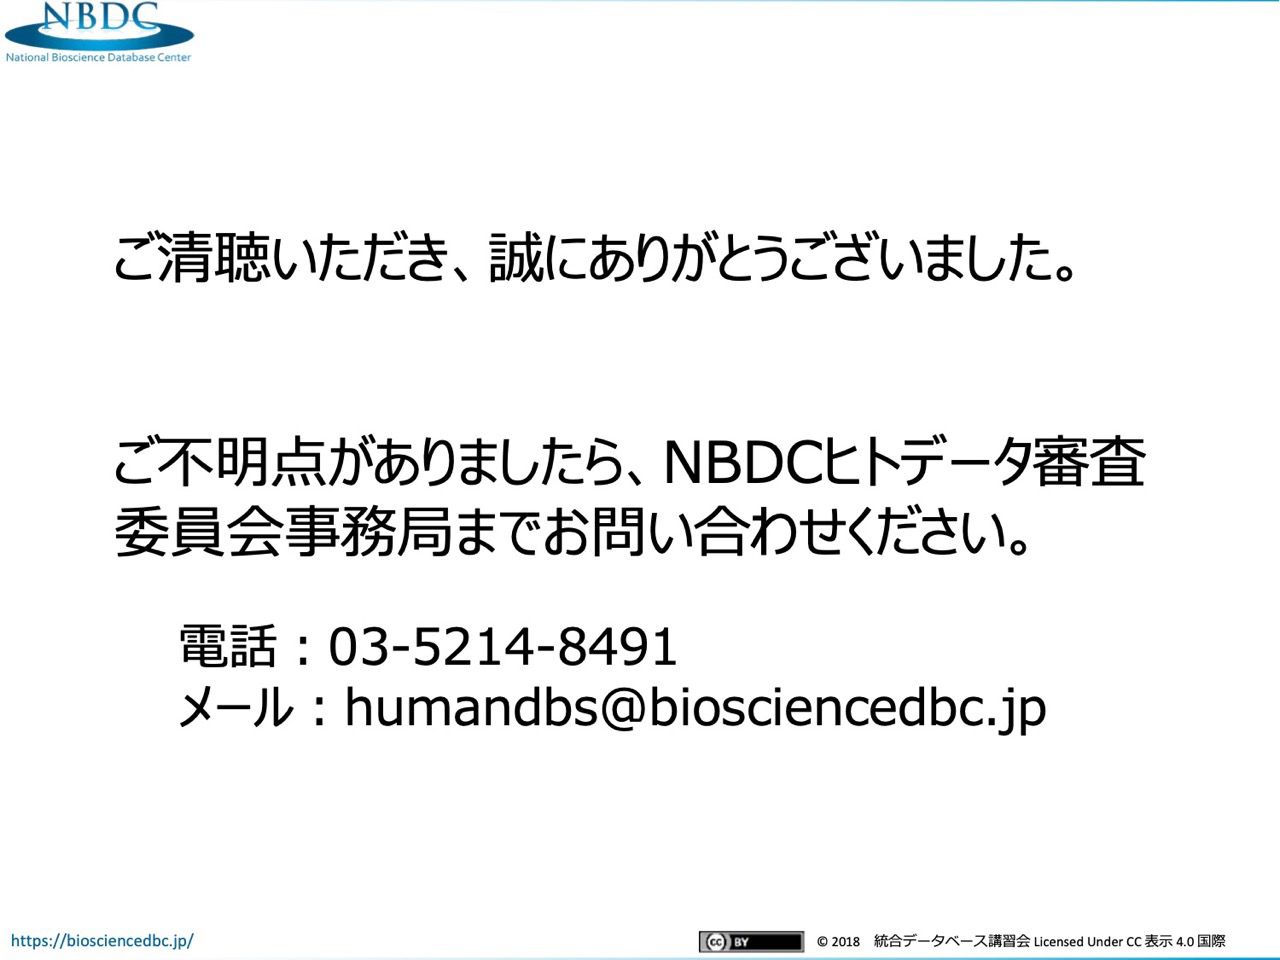 NBDC
National Bioscience Database Center
ご清聴いただき、誠にありがとうございました。
ご不明点がありましたら、NBDCヒトデータ審査
委員会事務局までお問い合わせください。
電話：03-5214-8491
メール：humandbs@biosciencedbc.jp
https://biosciencedbc.jp/
cc BY
© 2018　統合データベース講習会 Licensed Under CC 表示 4.0 国際